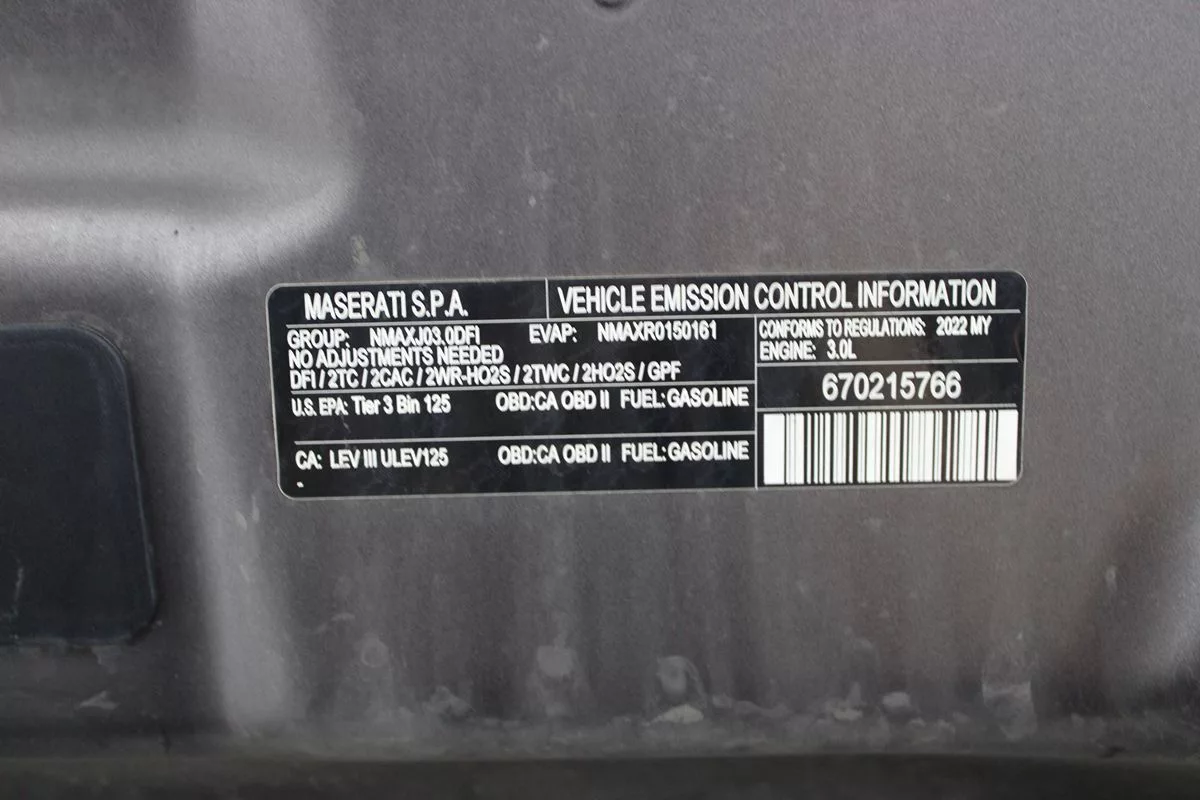 MASERATI S.P.A.
VEHICLE EMISSION CONTROL INFORMATION
GROUP: NMAXJ03.0DFI EVAP: NMAXR0150161
NO ADJUSTMENTS NEEDED
DFI / 2TC / 2CAC / 2WR-HO2S / 2TWC / 2HO2S / GPF
U.S. EPA: Tier 3 Bin 125 OBD:CA OBD II FUEL:GASOLINE
CA: LEV III ULEV125 OBD:CA OBD II FUEL:GASOLINE
.
CONFORMS TO REGULATIONS: 2022 MY
ENGINE: 3.0L
670215766